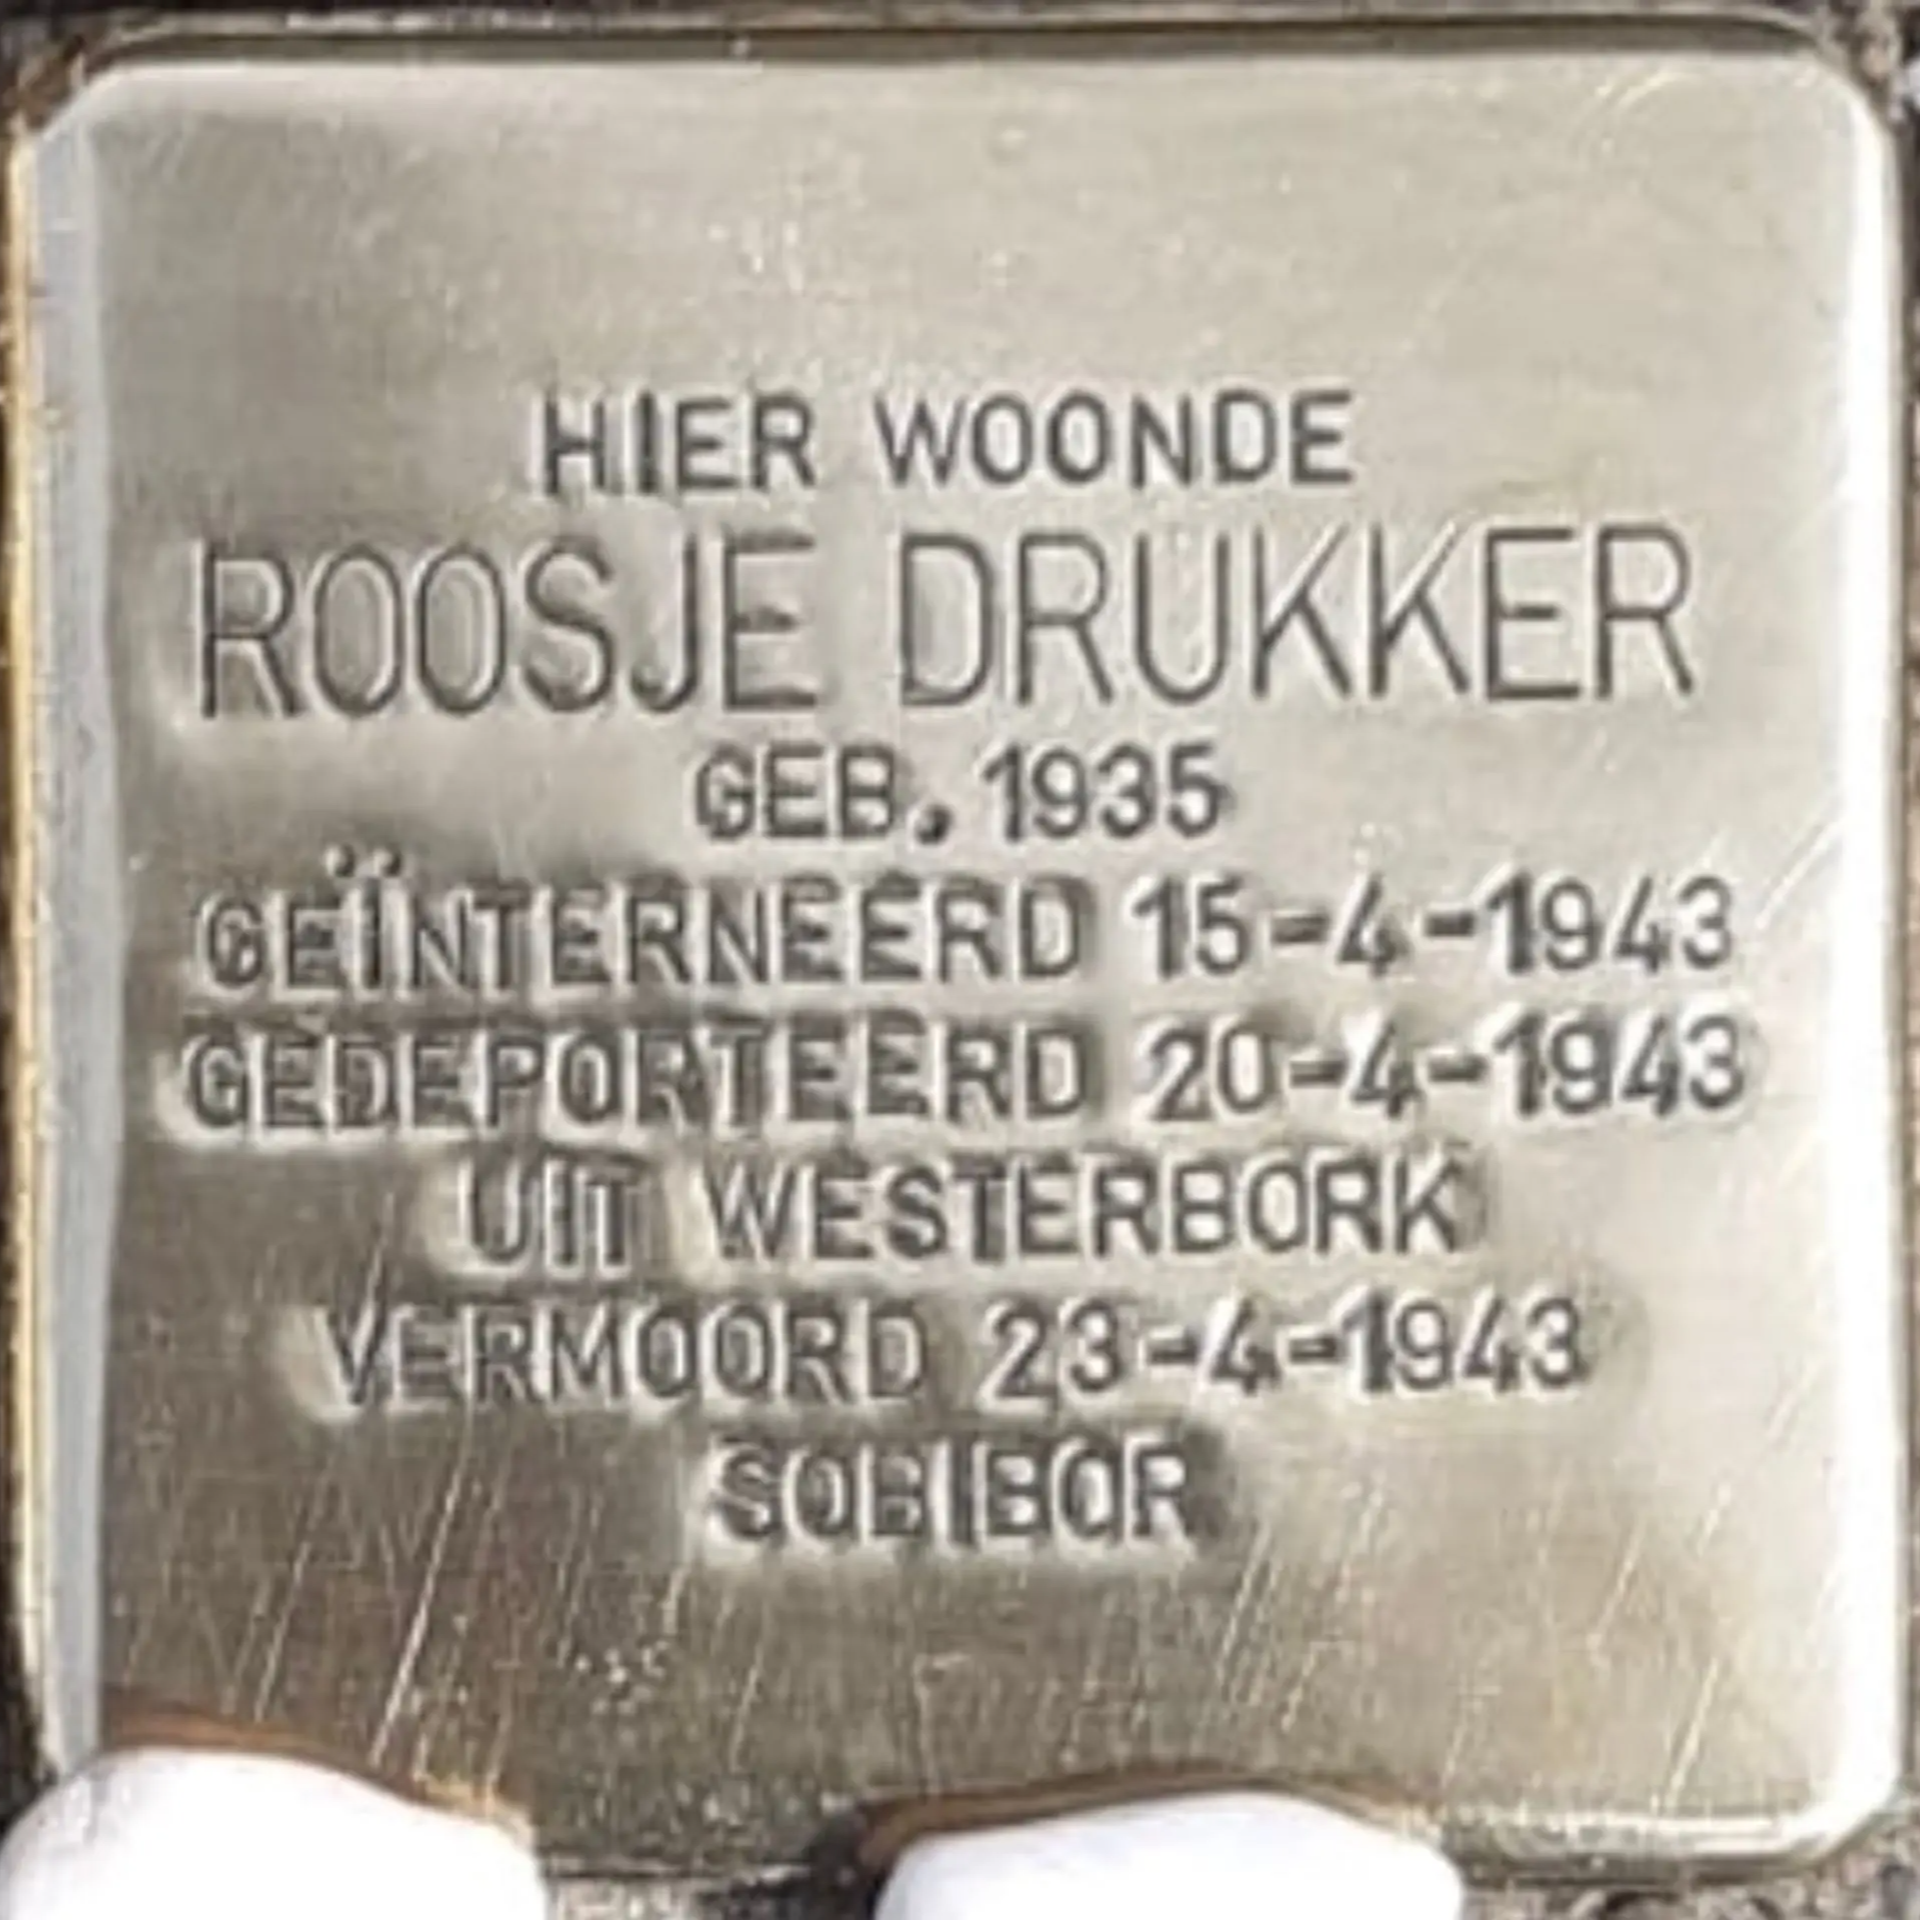 HIER WOONDE
ROOSJE DRUKKER
GEB. 1935
GEÏNTERNEERD 15-4-1943
GEDEPORTEERD 20-4-1943
UIT WESTERBORK
VERMOORD 23-4-1943
SOBIBOR